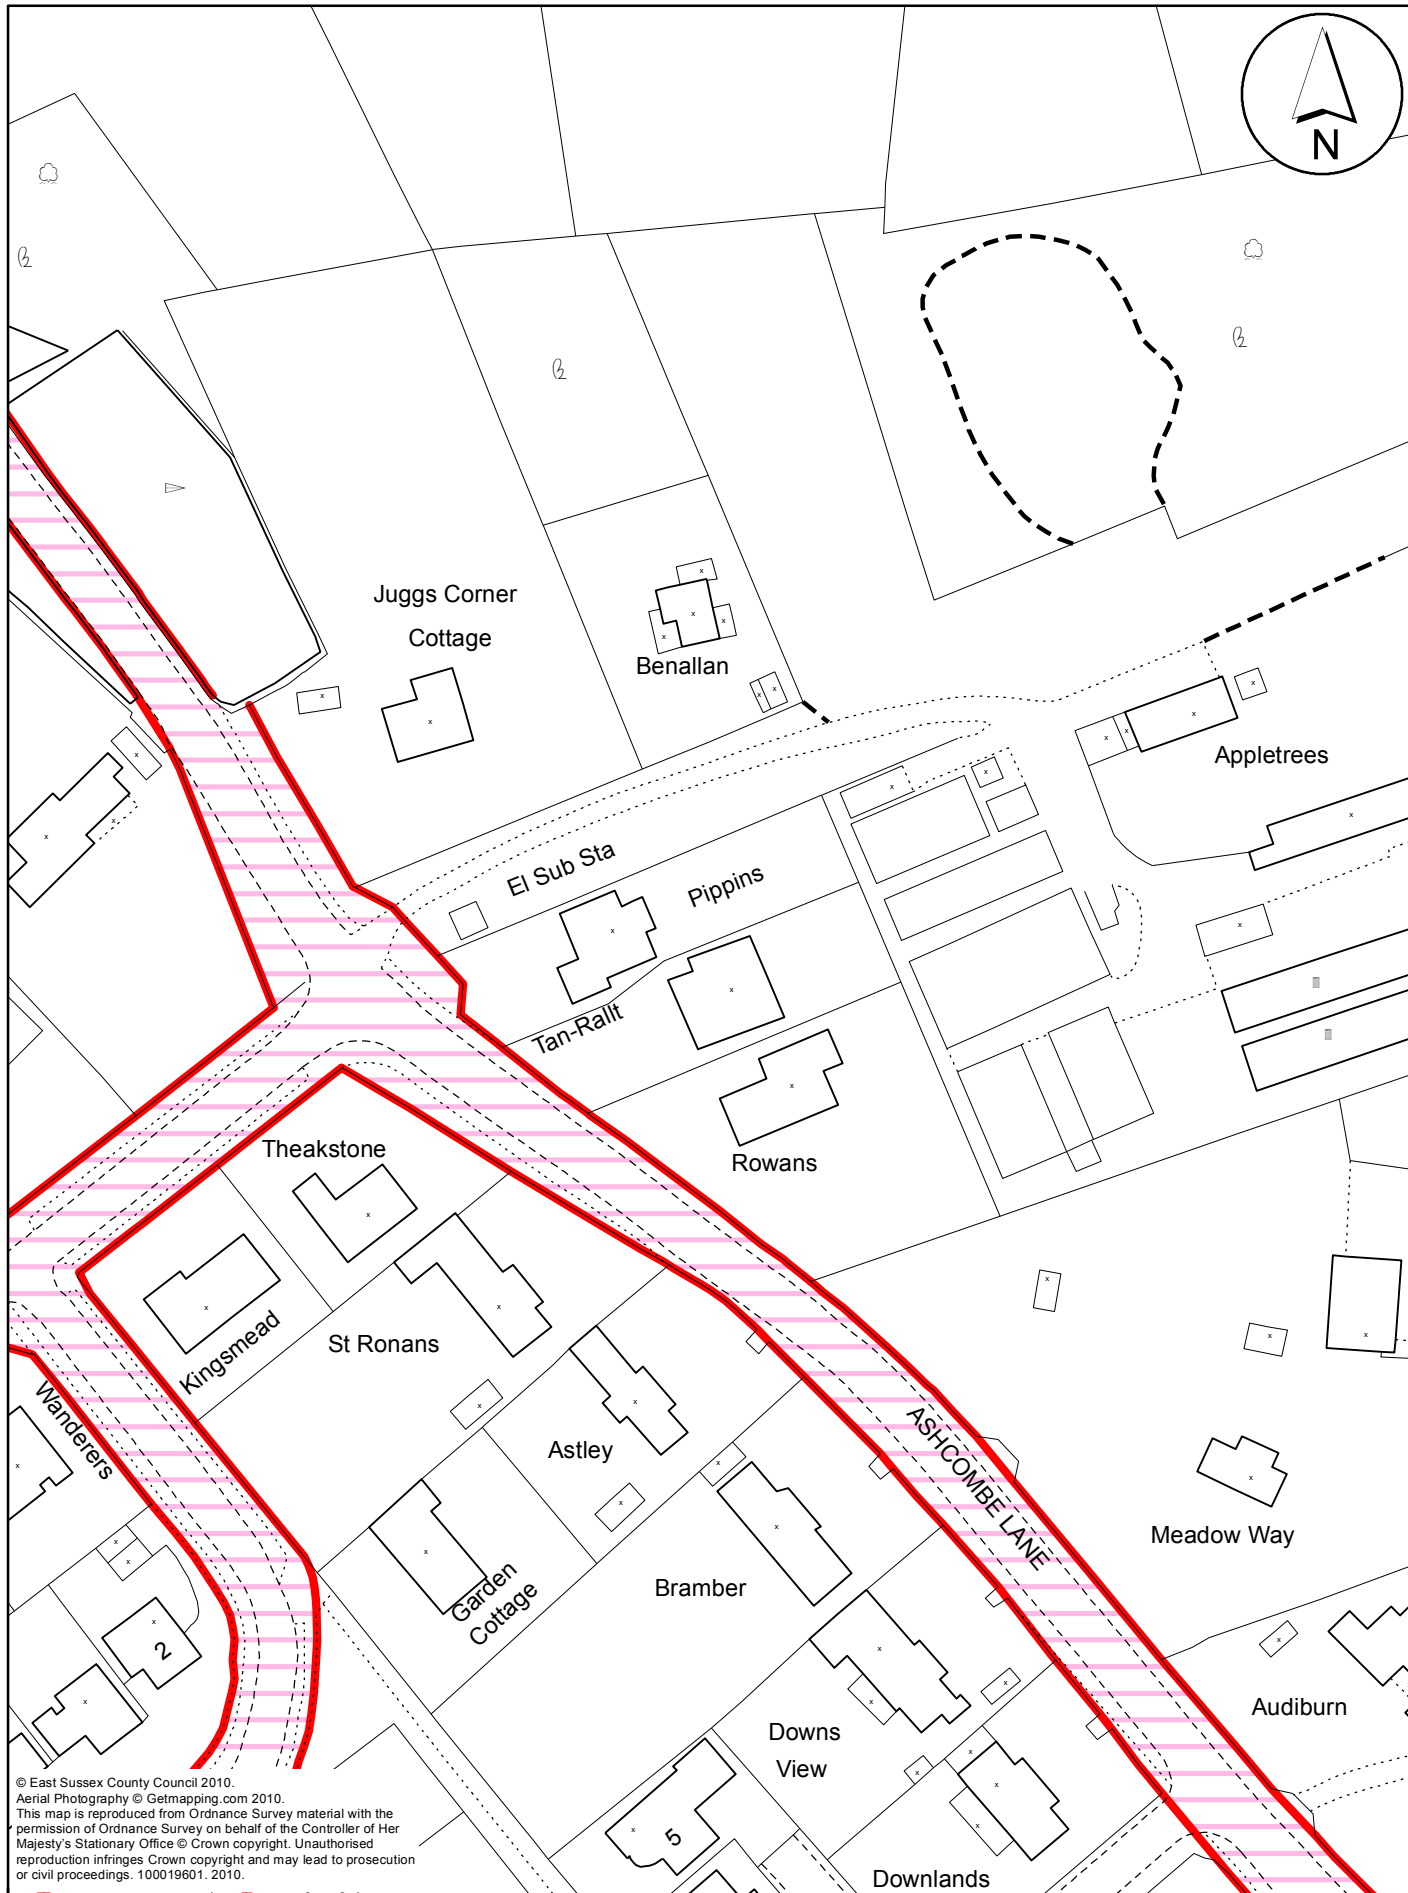 N
Juggs Corner
Cottage
Benallan
Appletrees
El Sub Sta
Pippins
Tan-Rallt
Rowans
Theakstone
Kingsmead
St Ronans
Wanderers
Astley
ASHCOMBE LANE
Meadow Way
Garden
Cottage
Bramber
2
Audiburn
Downs
View
5
Downlands
© East Sussex County Council 2010.
Aerial Photography © Getmapping.com 2010.
This map is reproduced from Ordnance Survey material with the
permission of Ordnance Survey on behalf of the Controller of Her
Majesty's Stationary Office © Crown copyright. Unauthorised
reproduction infringes Crown copyright and may lead to prosecution
or civil proceedings. 100019601. 2010.